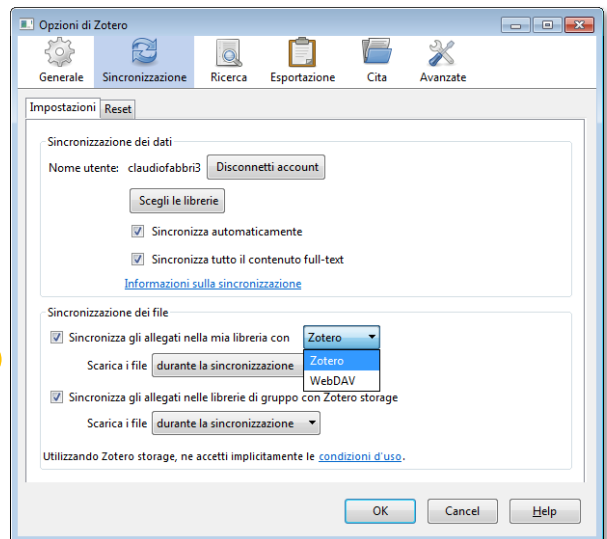 Opzioni di Zotero
Generale Sincronizzazione Ricerca Esportazione Cita Avanzate
Impostazioni Reset
Sincronizzazione dei dati
Nome utente: claudiofabbri3 Disconnetti account
Scegli le librerie
Sincronizza automaticamente
Sincronizza tutto il contenuto full-text
Informazioni sulla sincronizzazione
Sincronizzazione dei file
Sincronizza gli allegati nella mia libreria con Zotero
Scarica i file durante la sincronizzazione Zotero
WebDAV
Sincronizza gli allegati nelle librerie di gruppo con Zotero storage
Scarica i file durante la sincronizzazione
Utilizzando Zotero storage, ne accetti implicitamente le condizioni d'uso.
OK Cancel Help